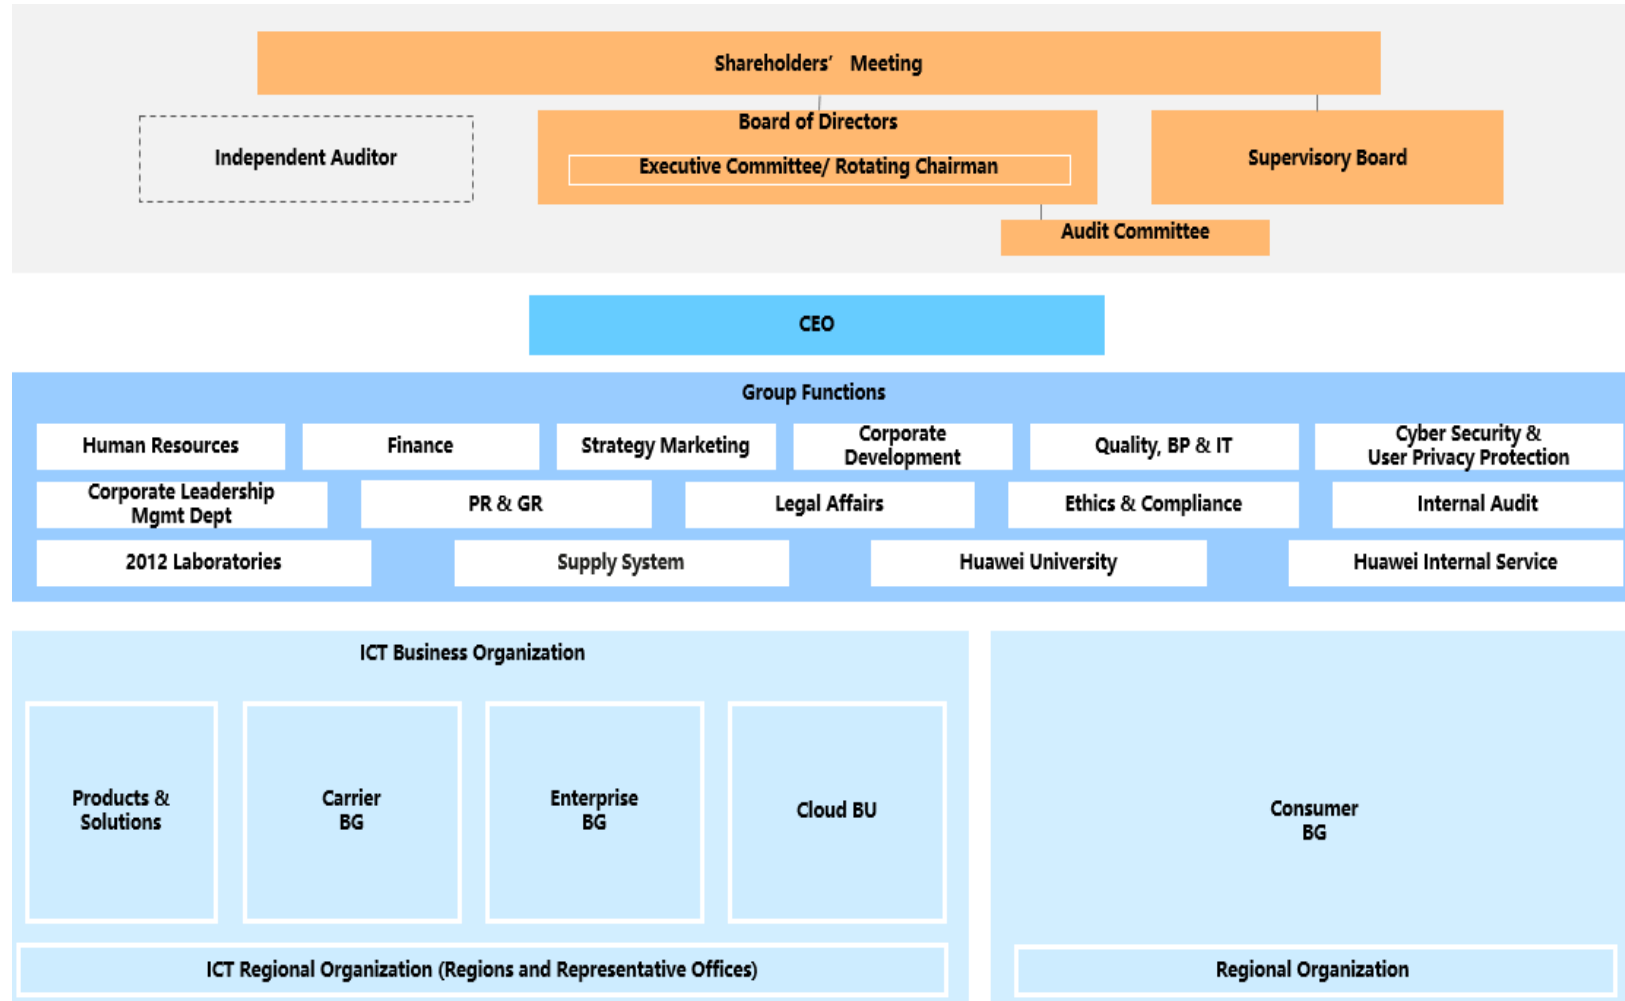 Shareholders’ Meeting
Independent Auditor
Board of Directors
Executive Committee/ Rotating Chairman
Supervisory Board
Audit Committee
CEO
Group Functions
Human Resources
Finance
Strategy Marketing
Corporate
Development
Quality, BP & IT
Cyber Security &
User Privacy Protection
Corporate Leadership
Mgmt Dept
PR & GR
Legal Affairs
Ethics & Compliance
Internal Audit
2012 Laboratories
Supply System
Huawei University
Huawei Internal Service
ICT Business Organization
Products &
Solutions
Carrier
BG
Enterprise
BG
Cloud BU
ICT Regional Organization (Regions and Representative Offices)
Consumer
BG
Regional Organization